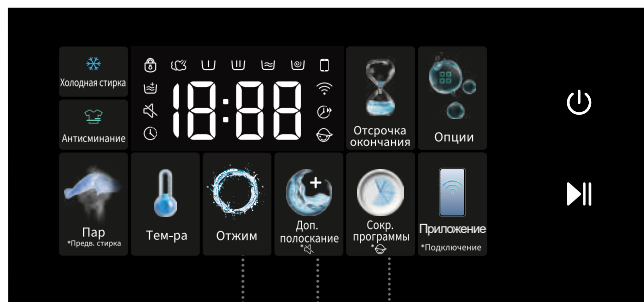 Холодная стирка
Антисминание
18:88
Отсрочка
окончания
Опции
Пар
*Предв. стирка
Тем-ра
Отжим
Доп.
полоскание
*
Сокр.
программы
*
Приложение
*Подключение